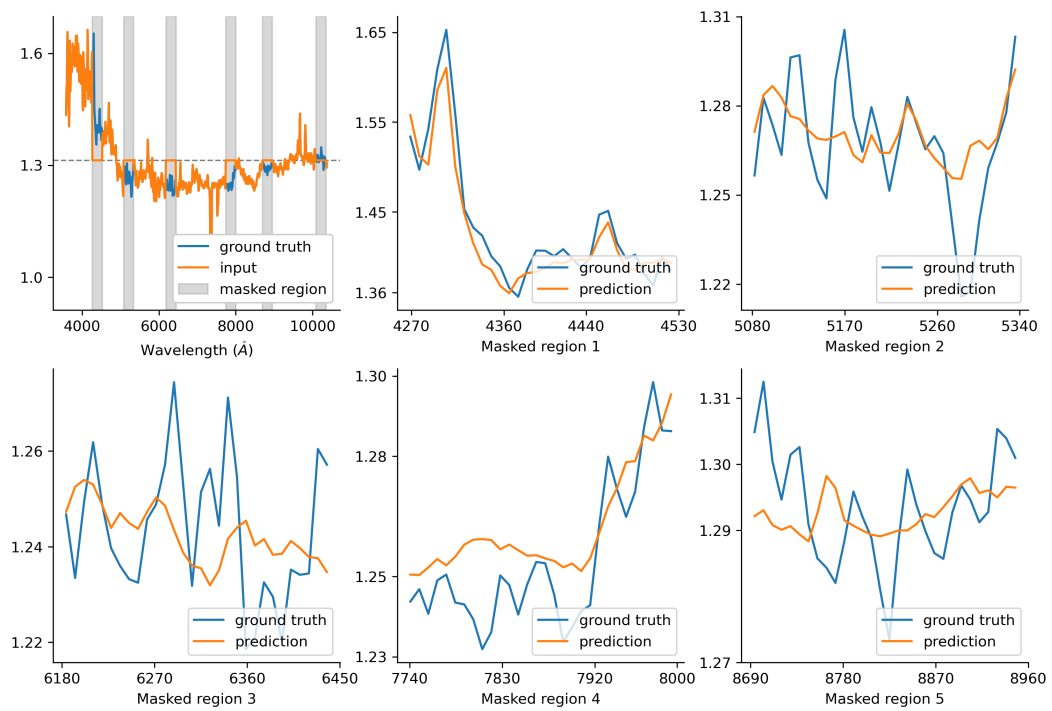 1.6
1.3
1.0
ground truth
input
masked region
4000 6000 8000 10000
Wavelength (Å)
1.65
1.55
1.45
1.36
ground truth
prediction
4270 4360 4440 4530
Masked region 1
1.31
1.28
1.25
1.22
ground truth
prediction
5080 5170 5260 5340
Masked region 2
1.26
1.24
1.22
ground truth
prediction
6180 6270 6360 6450
Masked region 3
1.30
1.28
1.25
1.23
ground truth
prediction
7740 7830 7920 8000
Masked region 4
1.31
1.30
1.29
1.27
ground truth
prediction
8690 8780 8870 8960
Masked region 5